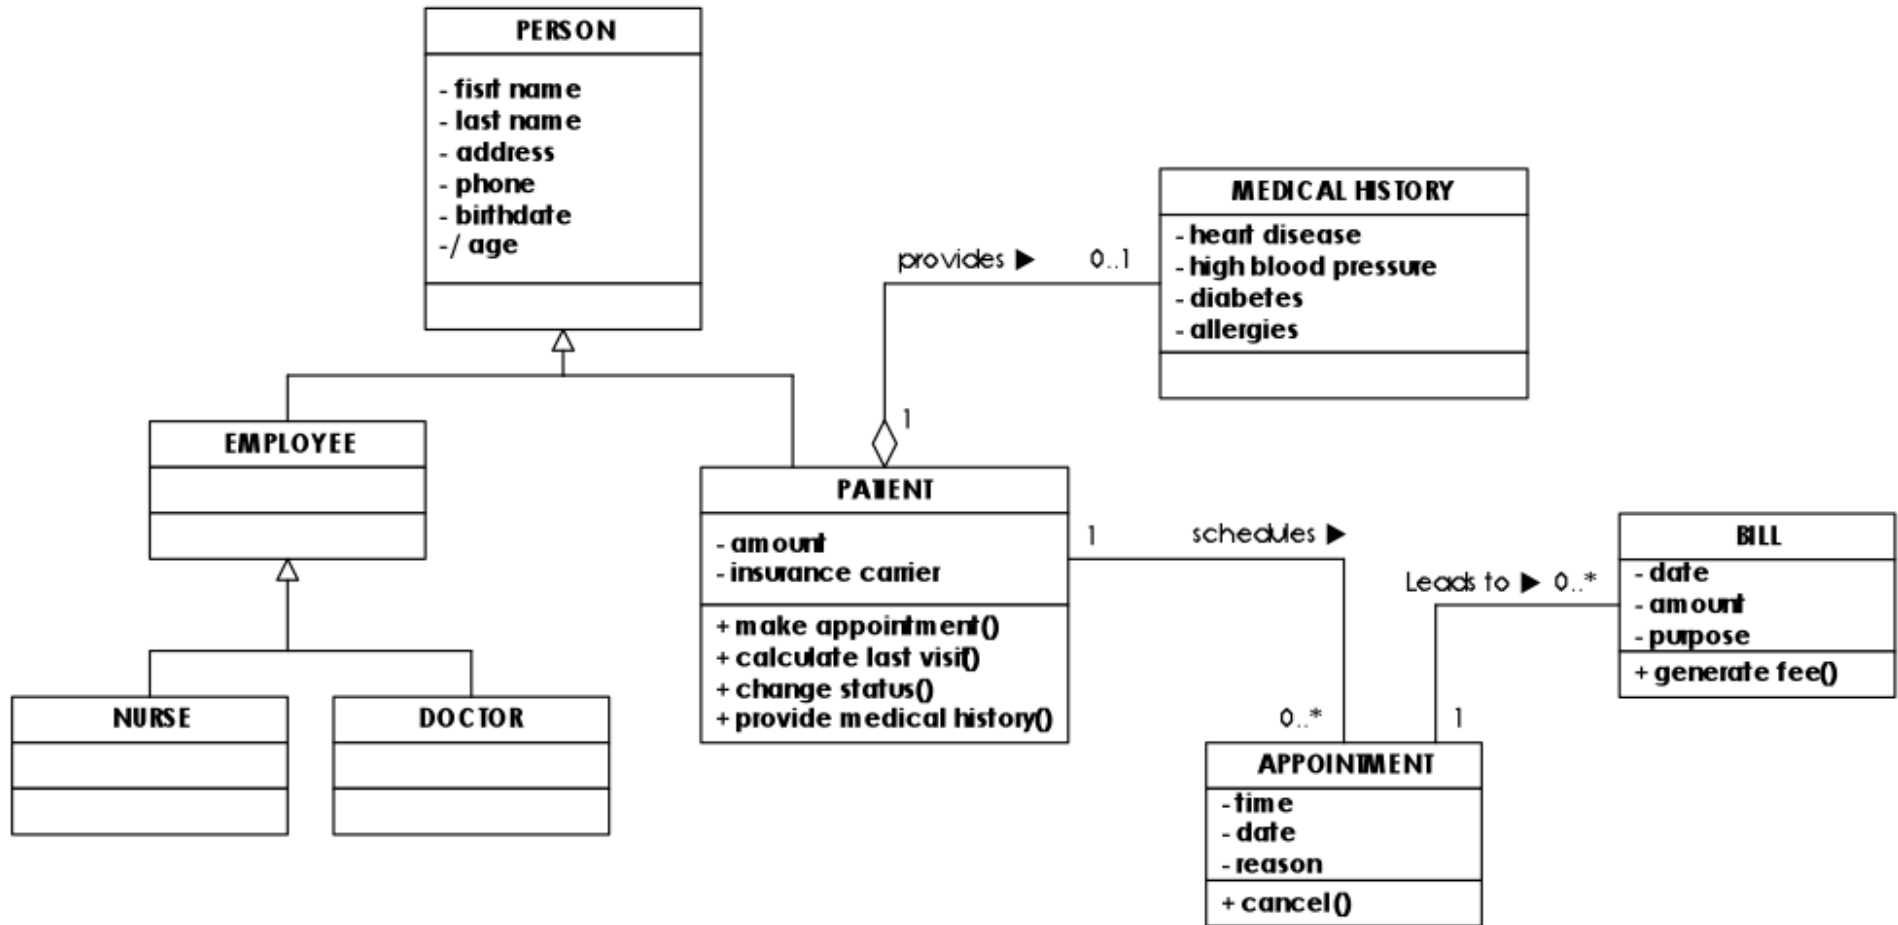 PERSON
- fisrt name
- last name
- address
- phone
- birthdate
-/ age
MEDICAL HISTORY
- heart disease
- high blood pressure
- diabetes
- allergies
provides ▶ 0..1
1
EMPLOYEE
PATIENT
- amount
- insurance carrier
+ make appointment()
+ calculate last visit()
+ change status()
+ provide medical history()
1 schedules ▶
0..*
BILL
- date
- amount
- purpose
+ generate fee()
Leads to ▶ 0..*
1
NURSE
DOCTOR
APPOINTMENT
- time
- date
- reason
+ cancel()